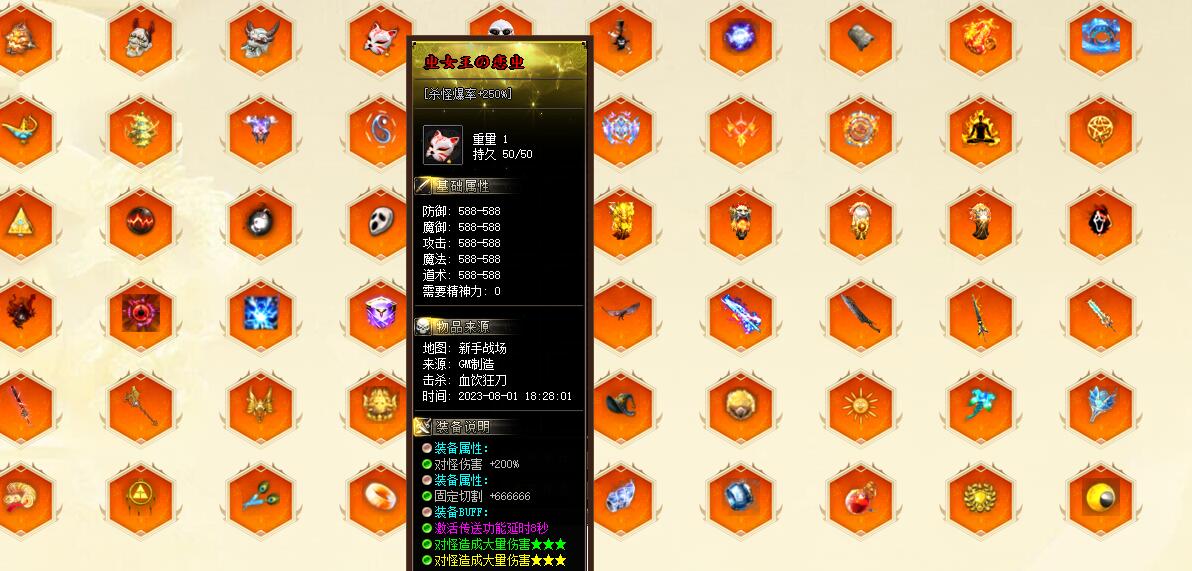 虫女王の恋虫
[杀怪爆率+250%]
重量 1
持久 50/50
基础属性
防御: 588-588
魔御: 588-588
攻击: 588-588
魔法: 588-588
道术: 588-588
需要精神力: 0
物品来源
地图: 新手战场
来源: GM制造
击杀: 血饮狂刀
时间: 2023-08-01 18:28:01
装备说明
装备属性:
对怪伤害 +200%
装备属性:
固定切割 +666666
装备BUFF:
激活传送功能延时8秒
对怪造成大量伤害★★★
对怪造成大量伤害★★★